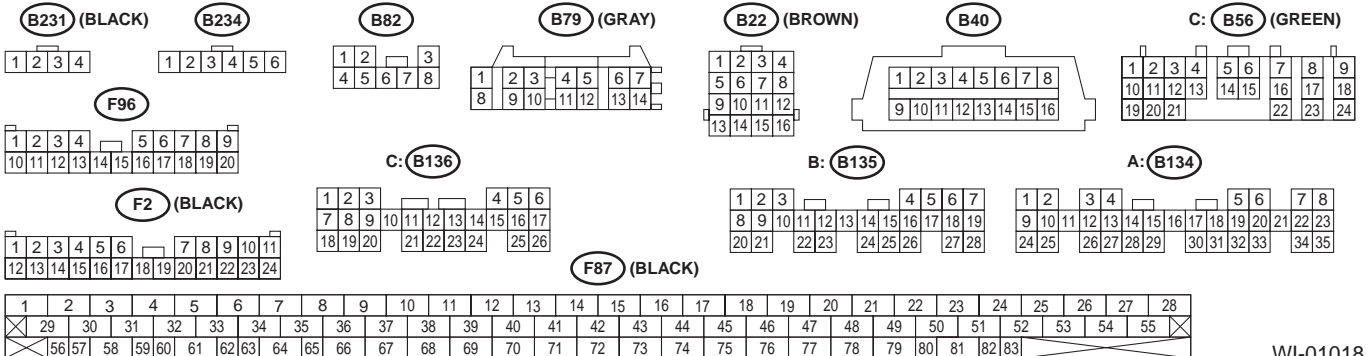 B231 (BLACK) B234 B82 B79 (GRAY) B22 (BROWN) B40 C: B56 (GREEN)
1 2 3 4
1 2 3 4 5 6
1 2 3
4 5 6 7 8
1 2 3 4 5 6 7
8 9 10 11 12 13 14
1 2 3 4
5 6 7 8
9 10 11 12
13 14 15 16
1 2 3 4 5 6 7 8
9 10 11 12 13 14 15 16
1 2 3 4 5 6 7 8 9
10 11 12 13 14 15 16 17 18
19 20 21 22 23 24
F96
1 2 3 4 5 6 7 8 9
10 11 12 13 14 15 16 17 18 19 20
C: B136
1 2 3 4 5 6
7 8 9 10 11 12 13 14 15 16 17
18 19 20 21 22 23 24 25 26
B: B135
1 2 3 4 5 6 7
8 9 10 11 12 13 14 15 16 17 18 19
20 21 22 23 24 25 26 27 28
A: B134
1 2 3 4 5 6 7 8
9 10 11 12 13 14 15 16 17 18 19 20 21 22 23
24 25 26 27 28 29 30 31 32 33 34 35
F2 (BLACK)
1 2 3 4 5 6 7 8 9 10 11
12 13 14 15 16 17 18 19 20 21 22 23 24
F87 (BLACK)
1 2 3 4 5 6 7 8 9 10 11 12 13 14 15 16 17 18 19 20 21 22 23 24 25 26 27 28
29 30 31 32 33 34 35 36 37 38 39 40 41 42 43 44 45 46 47 48 49 50 51 52 53 54 55
56 57 58 59 60 61 62 63 64 65 66 67 68 69 70 71 72 73 74 75 76 77 78 79 80 81 82 83
WI-01018